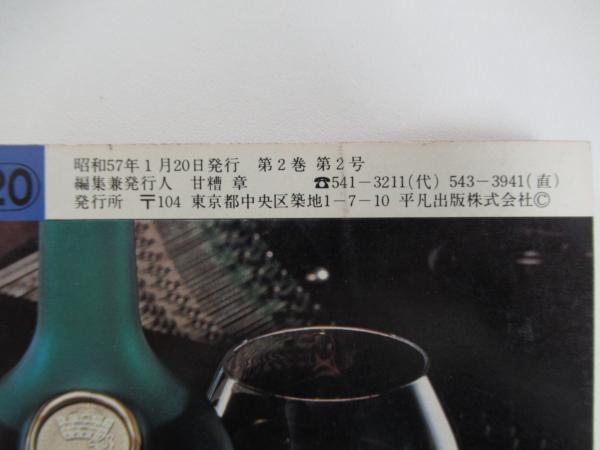 昭和57年1月20日発行　第2巻 第2号
編集兼発行人　甘糟 章　☎541−3211(代) 543−3941(直)
発行所　〒104 東京都中央区築地1−7−10 平凡出版株式会社©
20